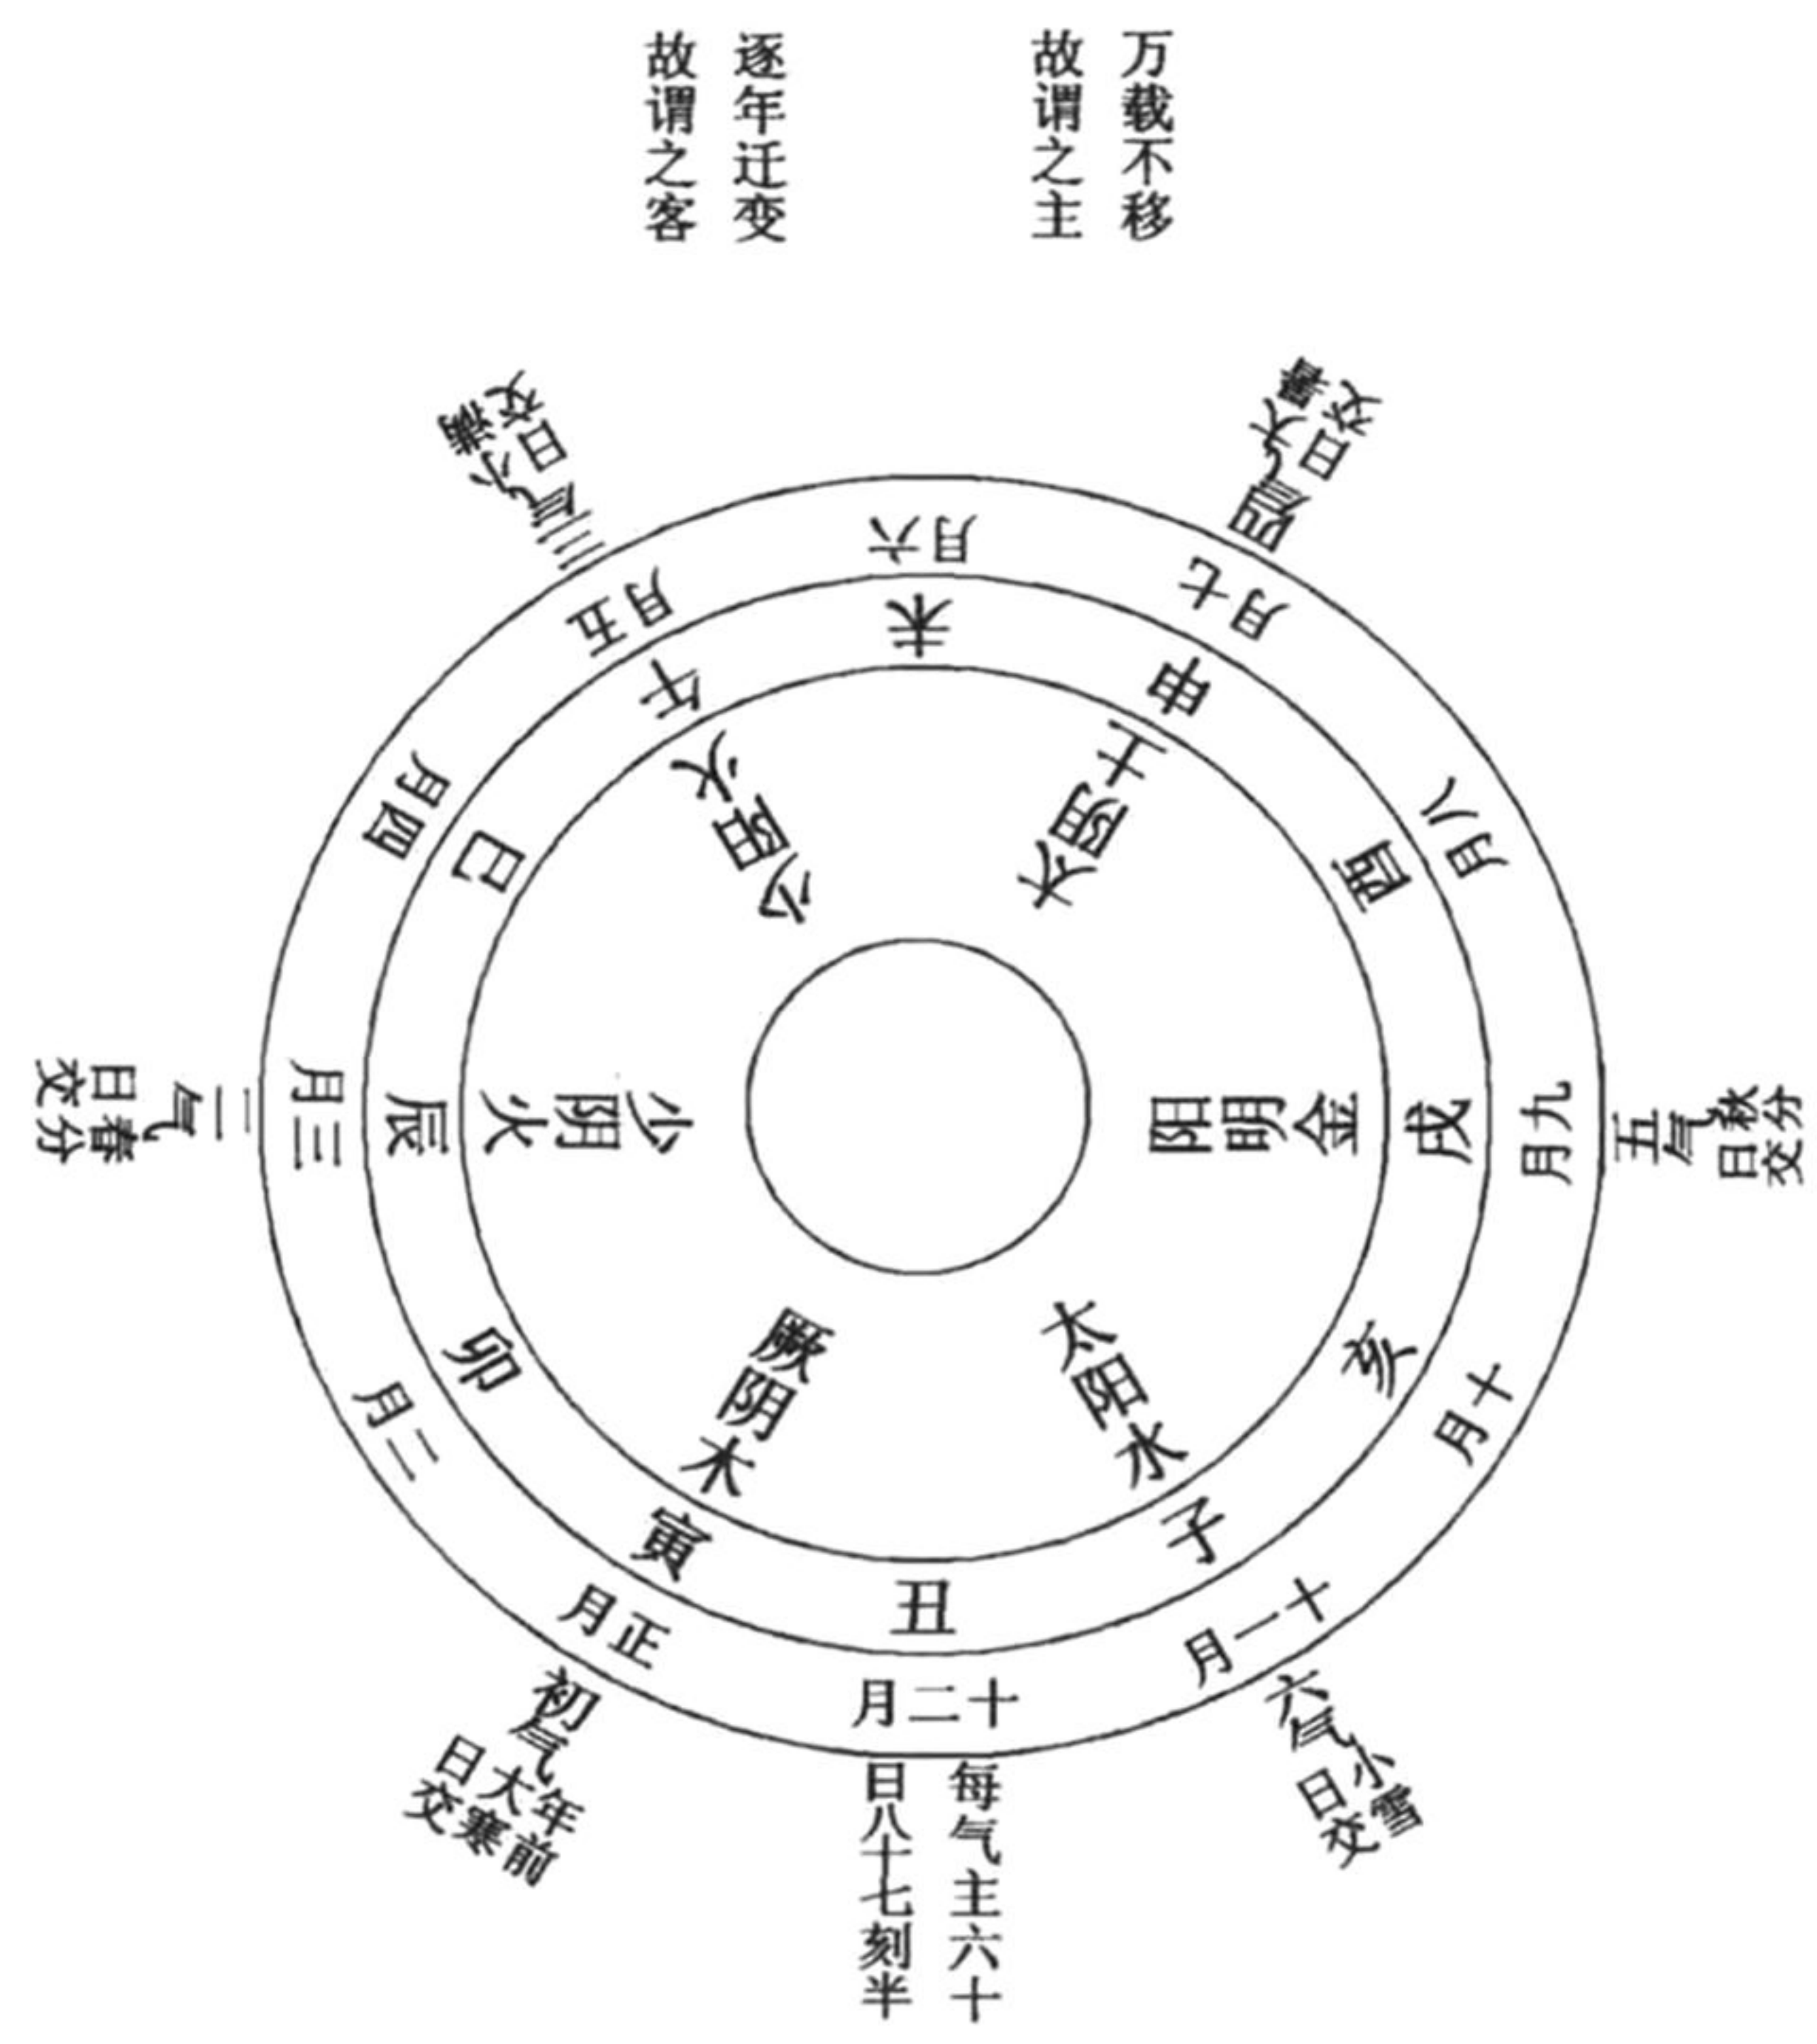 万载不移
故谓之主
逐年迁变
故谓之客
初气
年前
大寒
日交
二气
春分
日交
三气
小满
日交
四气
大暑
日交
五气
秋分
日交
六气
小雪
日交
每气主六十
日八十七刻半
正月
二月
三月
四月
五月
六月
七月
八月
九月
十月
十一月
十二月
寅
卯
辰
巳
午
未
申
酉
戌
亥
子
丑
厥阴木
少阴火
少阳火
太阴土
阳明金
太阳水